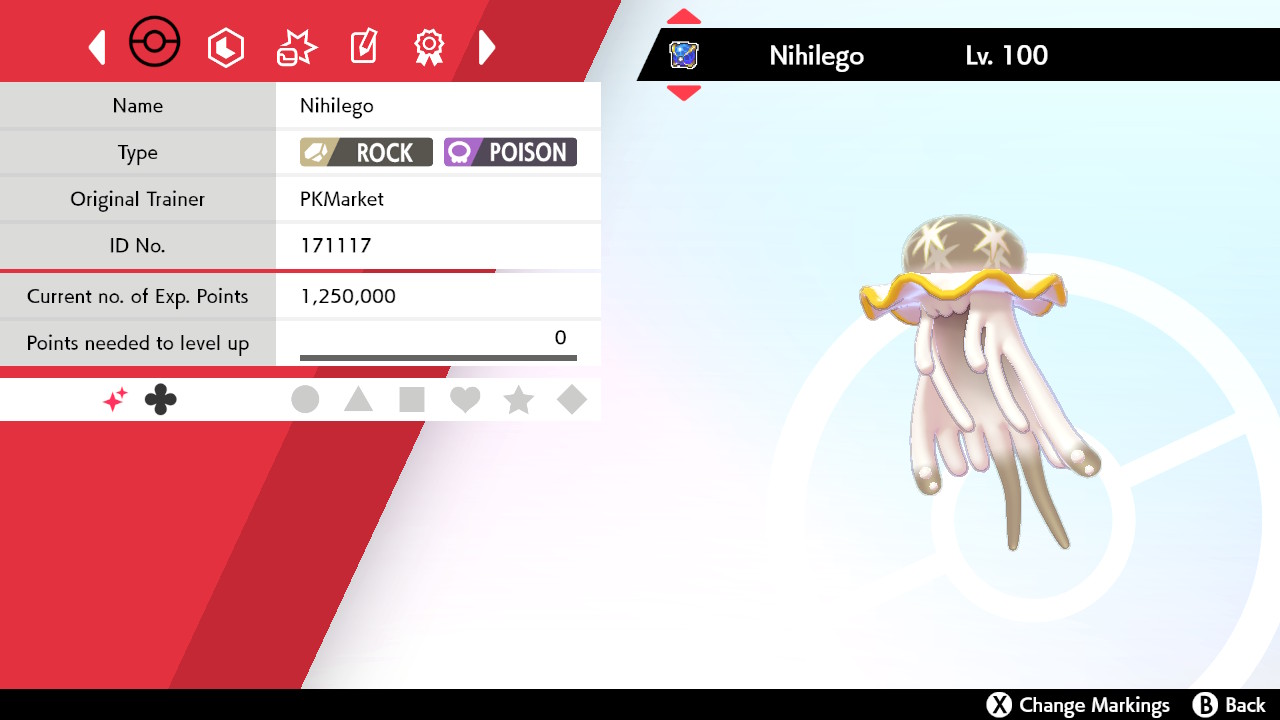 Nihilego Lv. 100
Name Nihilego
Type ROCK POISON
Original Trainer PKMarket
ID No. 171117
Current no. of Exp. Points 1,250,000
Points needed to level up 0
X Change Markings B Back